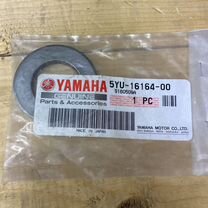 YAMAHA
GENUINE
Parts & Accessories
5YU-16164-00
1 PC
MADE IN JAPAN
YAMAHA MOTOR CO., LTD.